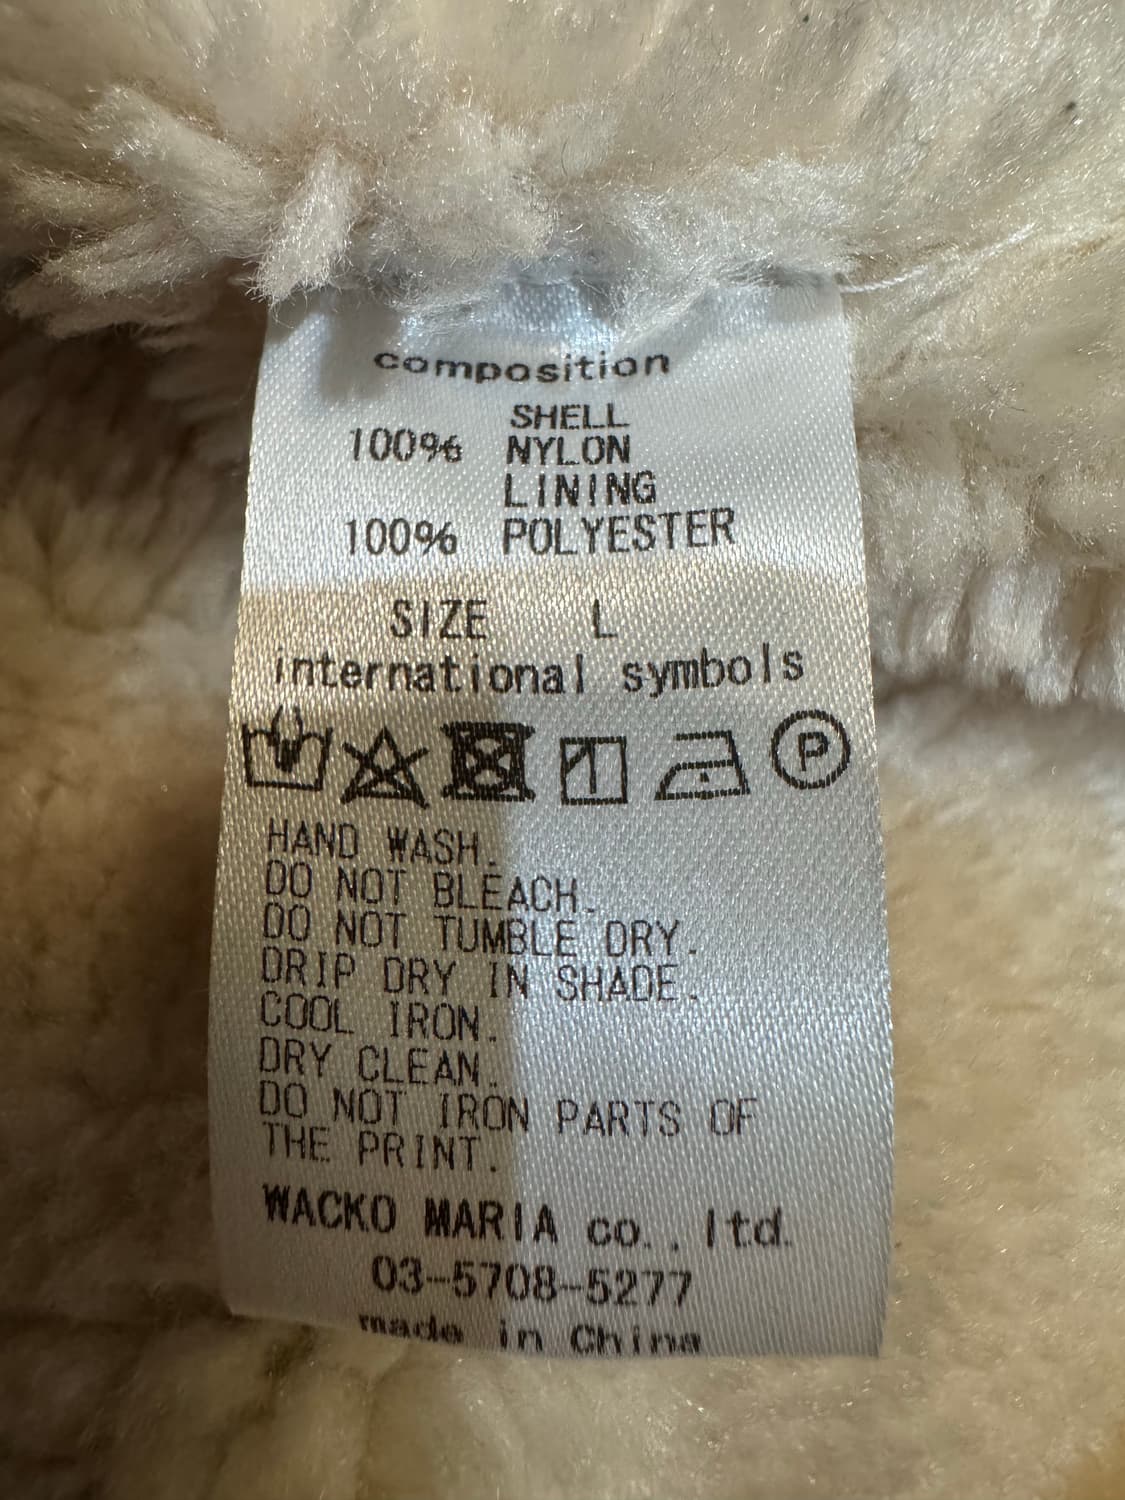 composition
SHELL
100% NYLON
LINING
100% POLYESTER
SIZE L
international symbols
P
HAND WASH.
DO NOT BLEACH.
DO NOT TUMBLE DRY.
DRIP DRY IN SHADE.
COOL IRON.
DRY CLEAN.
DO NOT IRON PARTS OF
THE PRINT.
WACKO MARIA co., ltd.
03-5708-5277
made in China